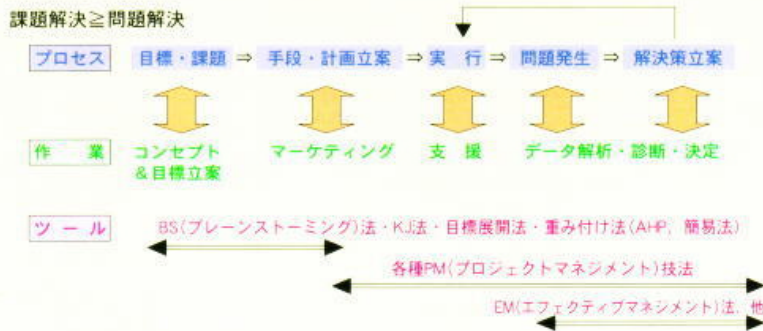 課題解決≧問題解決
プロセス 目標・課題 ⇒ 手段・計画立案 ⇒ 実 行 ⇒ 問題発生 ⇒ 解決策立案
作 業 コンセプト マーケティング 支 援 データ解析・診断・決定
＆目標立案
ツ ー ル BS(ブレーンストーミング)法・KJ法・目標展開法・重み付け法(AHP, 簡易法)
各種PM(プロジェクトマネジメント)技法
EM(エフェクティブマネジメント)法、他